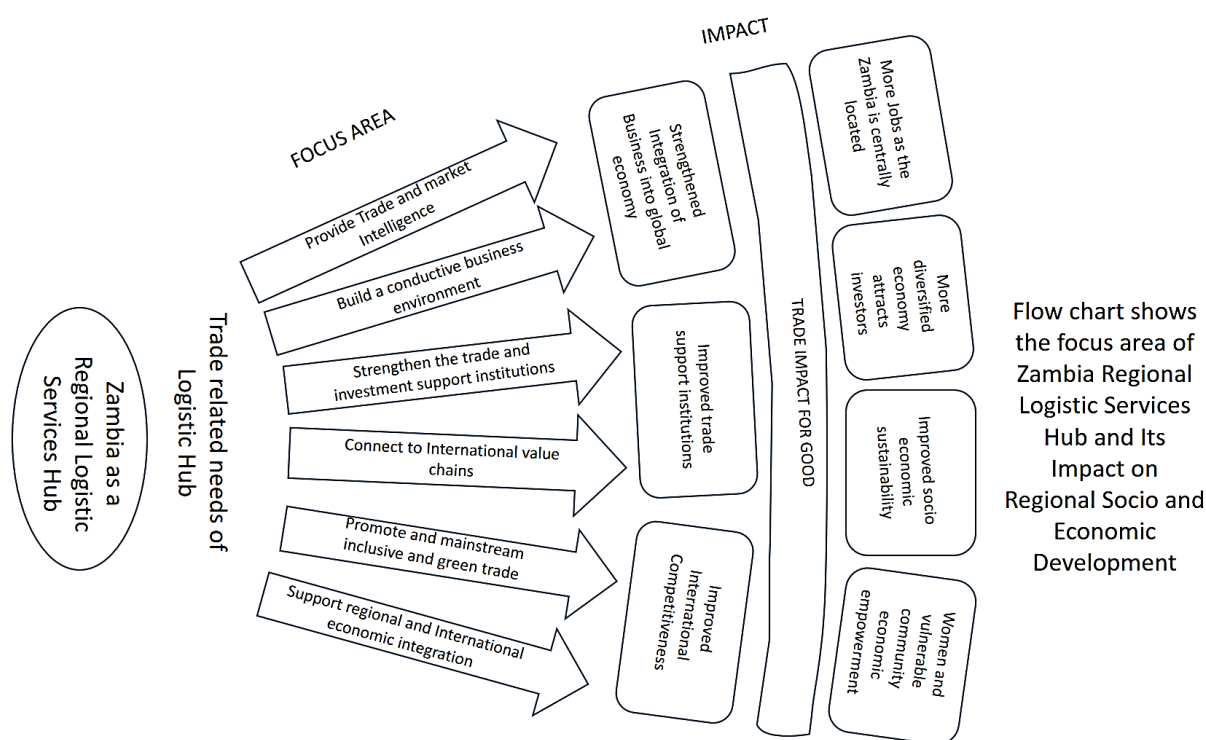 Zambia as a
Regional Logistic
Services Hub
Trade related needs of
Logistic Hub
FOCUS AREA
Provide Trade and market
Intelligence
Build a conductive business
environment
Strengthen the trade and
investment support institutions
Connect to International value
chains
Promote and mainstream
inclusive and green trade
Support regional and International
economic integration
IMPACT
Strengthened
Integration of
Business into global
economy
Improved trade
support institutions
Improved
International
Competitiveness
TRADE IMPACT FOR GOOD
More Jobs as the
Zambia is centrally
located
More
diversified
economy
attracts
investors
Improved socio
economic
sustainability
Women and
vulnerable
community
economic
empowerment
Flow chart shows
the focus area of
Zambia Regional
Logistic Services
Hub and Its
Impact on
Regional Socio and
Economic
Development